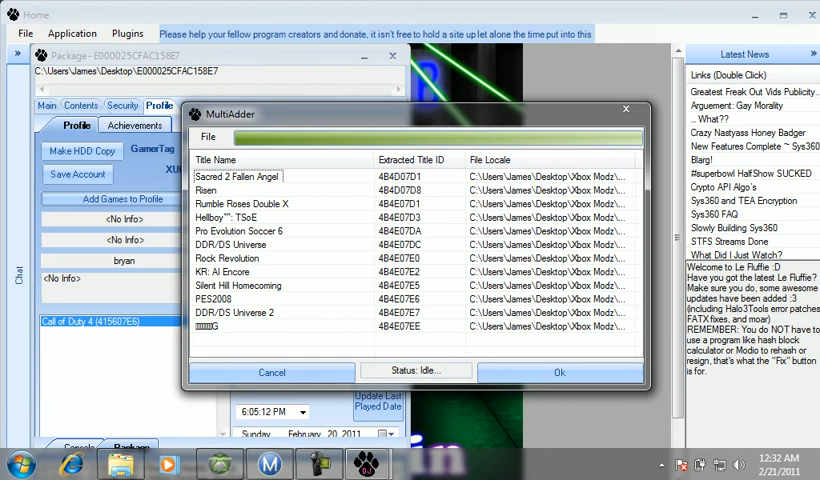 Home
File Application Plugins Please help your fellow program creators and donate, it isn't free to hold a site up let alone the time put into this
Package - E000025CFAC158E7
C:\Users\James\Desktop\E000025CFAC158E7
Main Contents Security Profile
Profile Achievements
Make HDD Copy GamerTag
Save Account
Add Games to Profile
<No Info>
<No Info>
bryan
<No Info>
Call of Duty 4 (415607E6)
Chat
MultiAdder
File
Title Name Extracted Title ID File Locale
Sacred 2 Fallen Angel 4B4D07D1 C:\Users\James\Desktop\Xbox Modz\...
Risen 4B4D07D8 C:\Users\James\Desktop\Xbox Modz\...
Rumble Roses Double X 4B4E07D1 C:\Users\James\Desktop\Xbox Modz\...
Hellboy™: TSoE 4B4E07D3 C:\Users\James\Desktop\Xbox Modz\...
Pro Evolution Soccer 6 4B4E07DA C:\Users\James\Desktop\Xbox Modz\...
DDR/DS Universe 4B4E07DC C:\Users\James\Desktop\Xbox Modz\...
Rock Revolution 4B4E07E0 C:\Users\James\Desktop\Xbox Modz\...
KR: AI Encore 4B4E07E2 C:\Users\James\Desktop\Xbox Modz\...
Silent Hill Homecoming 4B4E07E5 C:\Users\James\Desktop\Xbox Modz\...
PES2008 4B4E07E6 C:\Users\James\Desktop\Xbox Modz\...
DDR/DS Universe 2 4B4E07E7 C:\Users\James\Desktop\Xbox Modz\...
G 4B4E07EE C:\Users\James\Desktop\Xbox Modz\...
Cancel Status: Idle... Ok
6:05:12 PM
Update Last
Played Date
Sunday , February 20, 2011
Console Package
Latest News
Links (Double Click)
Greatest Freak Out Vids Publicity...
Arguement: Gay Morality
.. What??
Crazy Nastyass Honey Badger
New Features Complete ~ Sys36
Blarg!
#superbowl HalfShow SUCKED
Crypto API Algo's
Sys360 and TEA Encryption
Sys360 FAQ
Slowly Building Sys360
STFS Streams Done
What Did I Just Watch?
Welcome to Le Fluffie :D
Have you got the latest Le Fluffie?
Make sure you do, some awesome
updates have been added :3
(including Halo3Tools error patches,
FATX fixes, and moar)
REMEMBER: You do NOT have to
use a program like hash block
calculator or Modio to rehash or
resign, that's what the "Fix" button
is for.
DJ
12:32 AM
2/21/2011